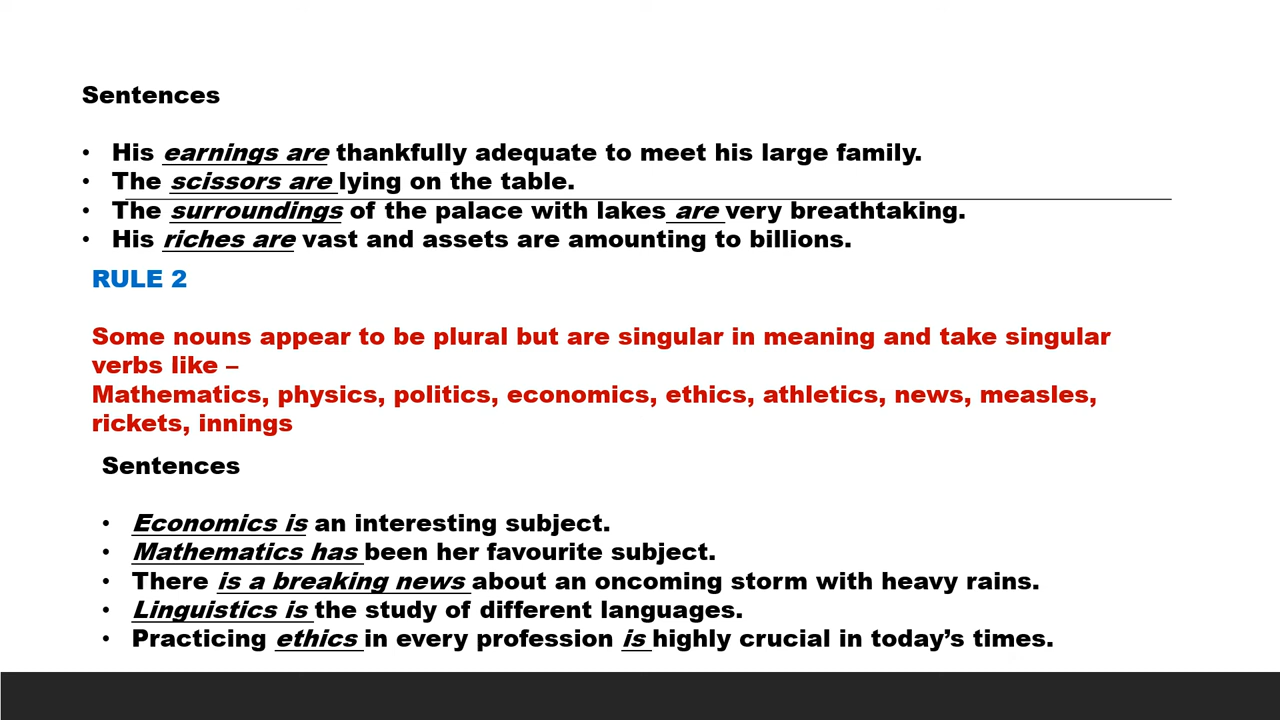 Sentences
• His earnings are thankfully adequate to meet his large family.
• The scissors are lying on the table.
• The surroundings of the palace with lakes are very breathtaking.
• His riches are vast and assets are amounting to billions.
RULE 2
Some nouns appear to be plural but are singular in meaning and take singular
verbs like –
Mathematics, physics, politics, economics, ethics, athletics, news, measles,
rickets, innings
Sentences
• Economics is an interesting subject.
• Mathematics has been her favourite subject.
• There is a breaking news about an oncoming storm with heavy rains.
• Linguistics is the study of different languages.
• Practicing ethics in every profession is highly crucial in today’s times.